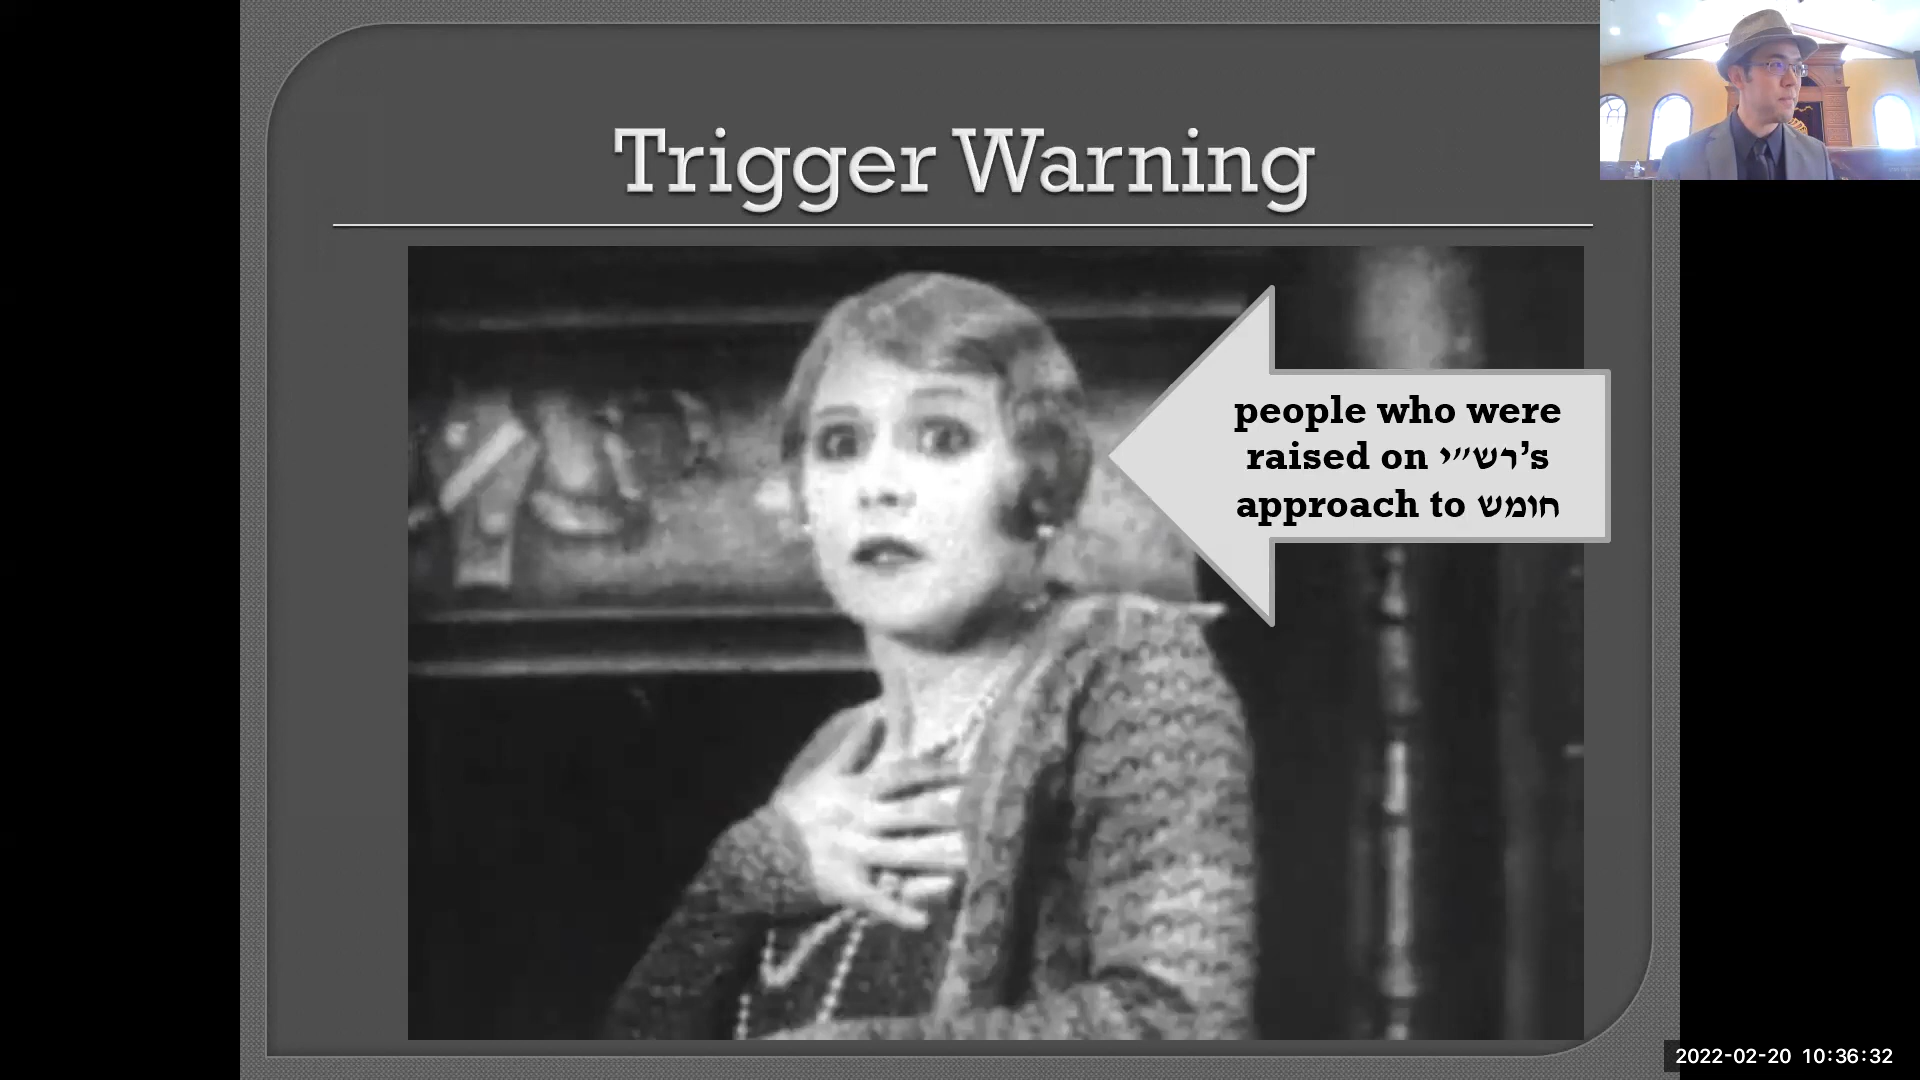 Trigger Warning
people who were
raised on רש״י’s
approach to חומש
2022-02-20 10:36:32